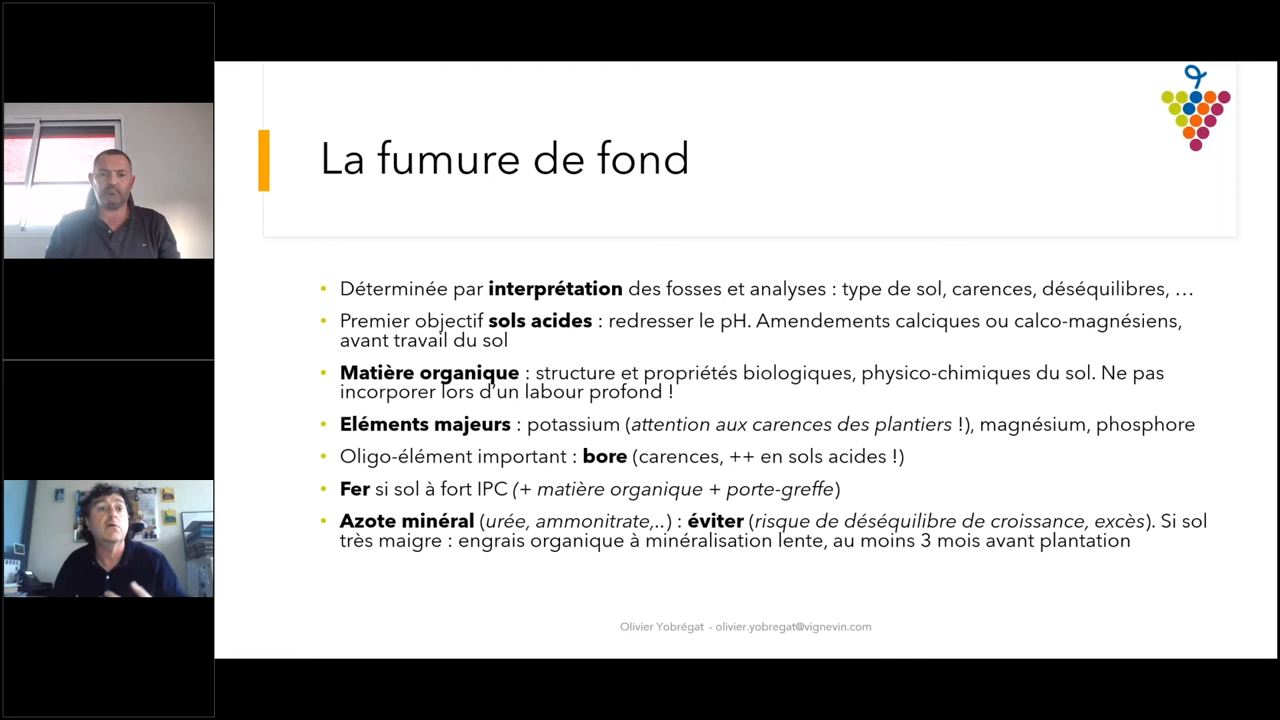 La fumure de fond
• Déterminée par interprétation des fosses et analyses : type de sol, carences, déséquilibres, …
• Premier objectif sols acides : redresser le pH. Amendements calciques ou calco-magnésiens,
avant travail du sol
• Matière organique : structure et propriétés biologiques, physico-chimiques du sol. Ne pas
incorporer lors d’un labour profond !
• Eléments majeurs : potassium (attention aux carences des plantiers !), magnésium, phosphore
• Oligo-élément important : bore (carences, ++ en sols acides !)
• Fer si sol à fort IPC (+ matière organique + porte-greffe)
• Azote minéral (urée, ammonitrate,..) : éviter (risque de déséquilibre de croissance, excès). Si sol
très maigre : engrais organique à minéralisation lente, au moins 3 mois avant plantation
Olivier Yobrégat - olivier.yobregat@vignevin.com